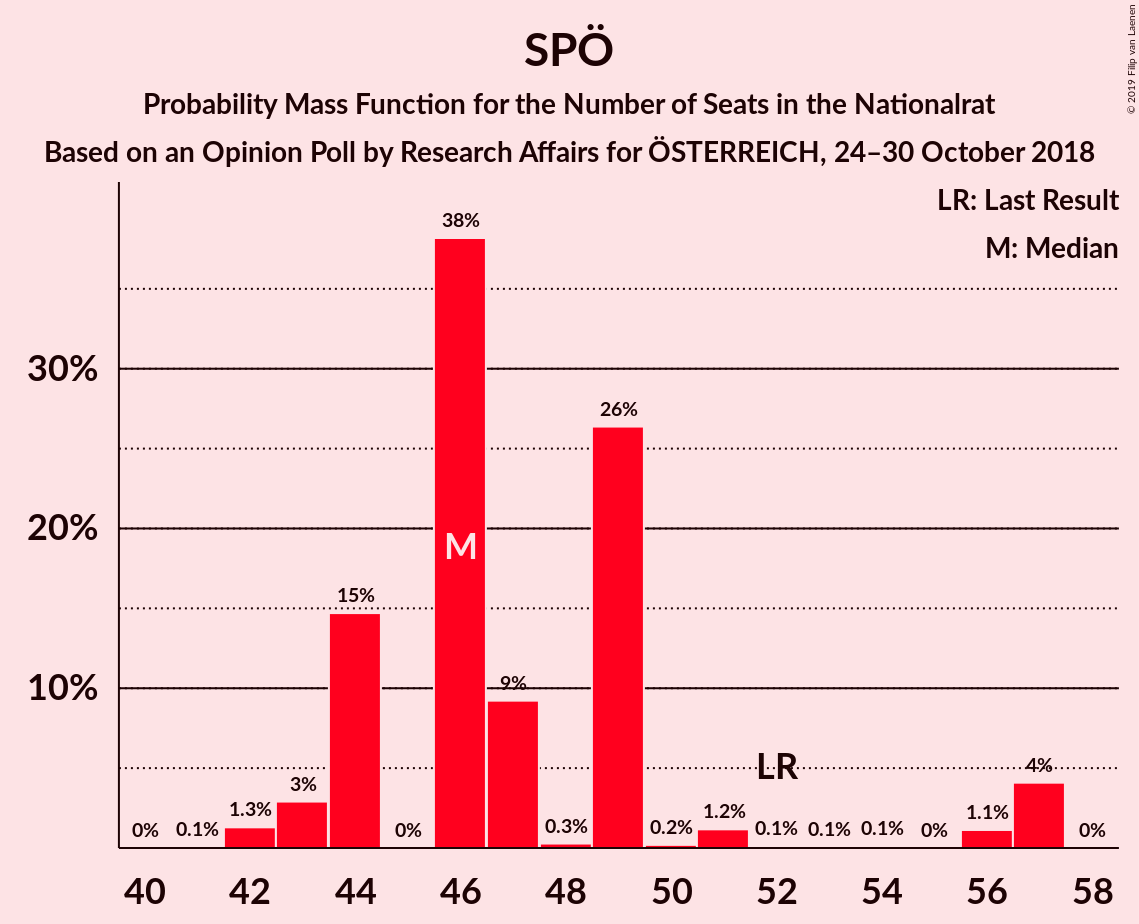 SPÖ
Probability Mass Function for the Number of Seats in the Nationalrat
Based on an Opinion Poll by Research Affairs for ÖSTERREICH, 24–30 October 2018
© 2019 Filip van Laenen
LR: Last Result
M: Median
30%
20%
10%
0%
0.1%
1.3%
3%
15%
0%
38%
M
9%
0.3%
26%
0.2%
1.2%
LR
0.1%
0.1%
0.1%
0%
1.1%
4%
0%
40 42 44 46 48 50 52 54 56 58